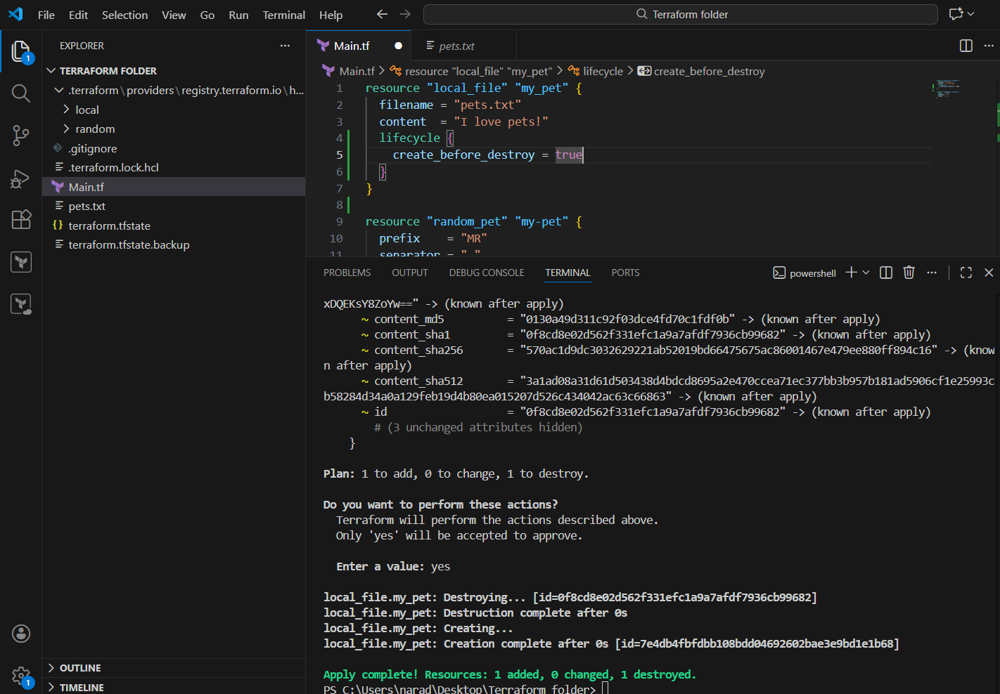 File Edit Selection View Go Run Terminal Help
Terraform folder
EXPLORER
TERRAFORM FOLDER
.terraform\providers\registry.terraform.io\h...
local
random
.gitignore
.terraform.lock.hcl
Main.tf
pets.txt
terraform.tfstate
terraform.tfstate.backup
OUTLINE
TIMELINE
1
1
Main.tf pets.txt
Main.tf > resource "local_file" "my_pet" > lifecycle > create_before_destroy
1 resource "local_file" "my_pet" {
2 filename = "pets.txt"
3 content  = "I love pets!"
4 lifecycle {
5 create_before_destroy = true
6 }
7 }
8
9 resource "random_pet" "my-pet" {
10 prefix    = "MR"
11 separator = " "
PROBLEMS OUTPUT DEBUG CONSOLE TERMINAL PORTS powershell
xDQEKsY8ZoYw==" -> (known after apply)
~ content_md5          = "0130a49d311c92f03dce4fd70c1fdf0b" -> (known after apply)
~ content_sha1         = "0f8cd8e02d562f331efc1a9a7afdf7936cb99682" -> (known after apply)
~ content_sha256       = "570ac1d9dc3032629221ab52019bd66475675ac86001467e479ee880ff894c16" -> (know
n after apply)
~ content_sha512       = "3a1ad08a31d61d503438d4bdcd8695a2e470ccea71ec377bb3b957b181ad5906cf1e25993c
b58284d34a0a129feb19d4b80ea015207d526c434042ac63c66863" -> (known after apply)
~ id                   = "0f8cd8e02d562f331efc1a9a7afdf7936cb99682" -> (known after apply)
# (3 unchanged attributes hidden)
}
Plan: 1 to add, 0 to change, 1 to destroy.
Do you want to perform these actions?
Terraform will perform the actions described above.
Only 'yes' will be accepted to approve.
Enter a value: yes
local_file.my_pet: Destroying... [id=0f8cd8e02d562f331efc1a9a7afdf7936cb99682]
local_file.my_pet: Destruction complete after 0s
local_file.my_pet: Creating...
local_file.my_pet: Creation complete after 0s [id=7e4db4fbfdbb108bdd04692602bae3e9bd1e1b68]
Apply complete! Resources: 1 added, 0 changed, 1 destroyed.
PS C:\Users\narad\Desktop\Terraform folder>